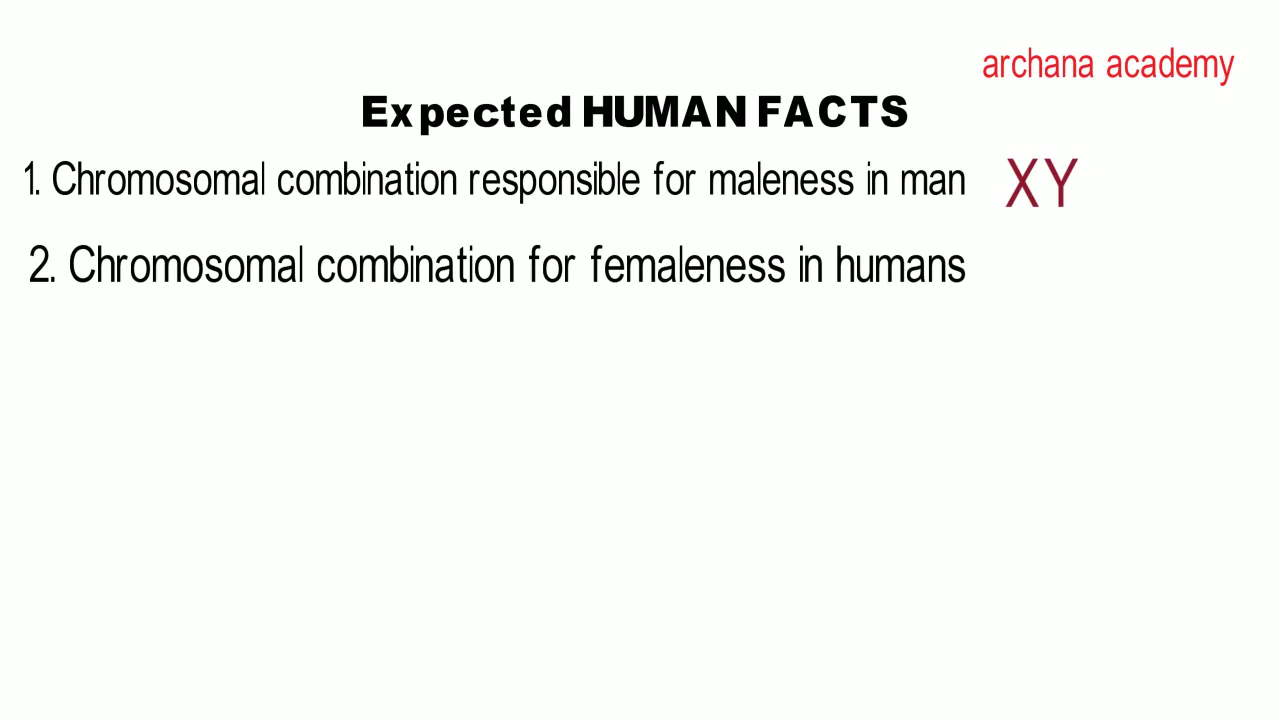 archana academy
Expected HUMAN FACTS
1. Chromosomal combination responsible for maleness in man XY
2. Chromosomal combination for femaleness in humans